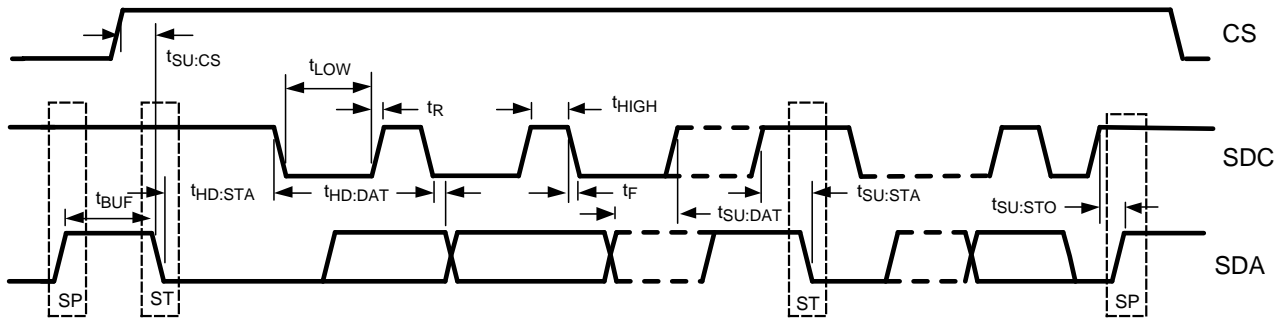 CS
tSU:CS
tLOW
tR
tHIGH
SDC
tBUF
tHD:STA
tHD:DAT
tF
tSU:DAT
tSU:STA
tSU:STO
SDA
SP
ST
ST
SP